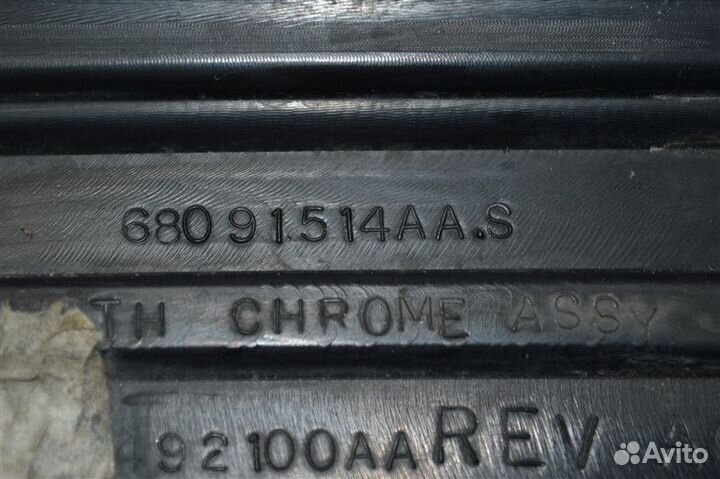 68091514AA.S
TH CHROME ASSY
92100AA REV
Avito